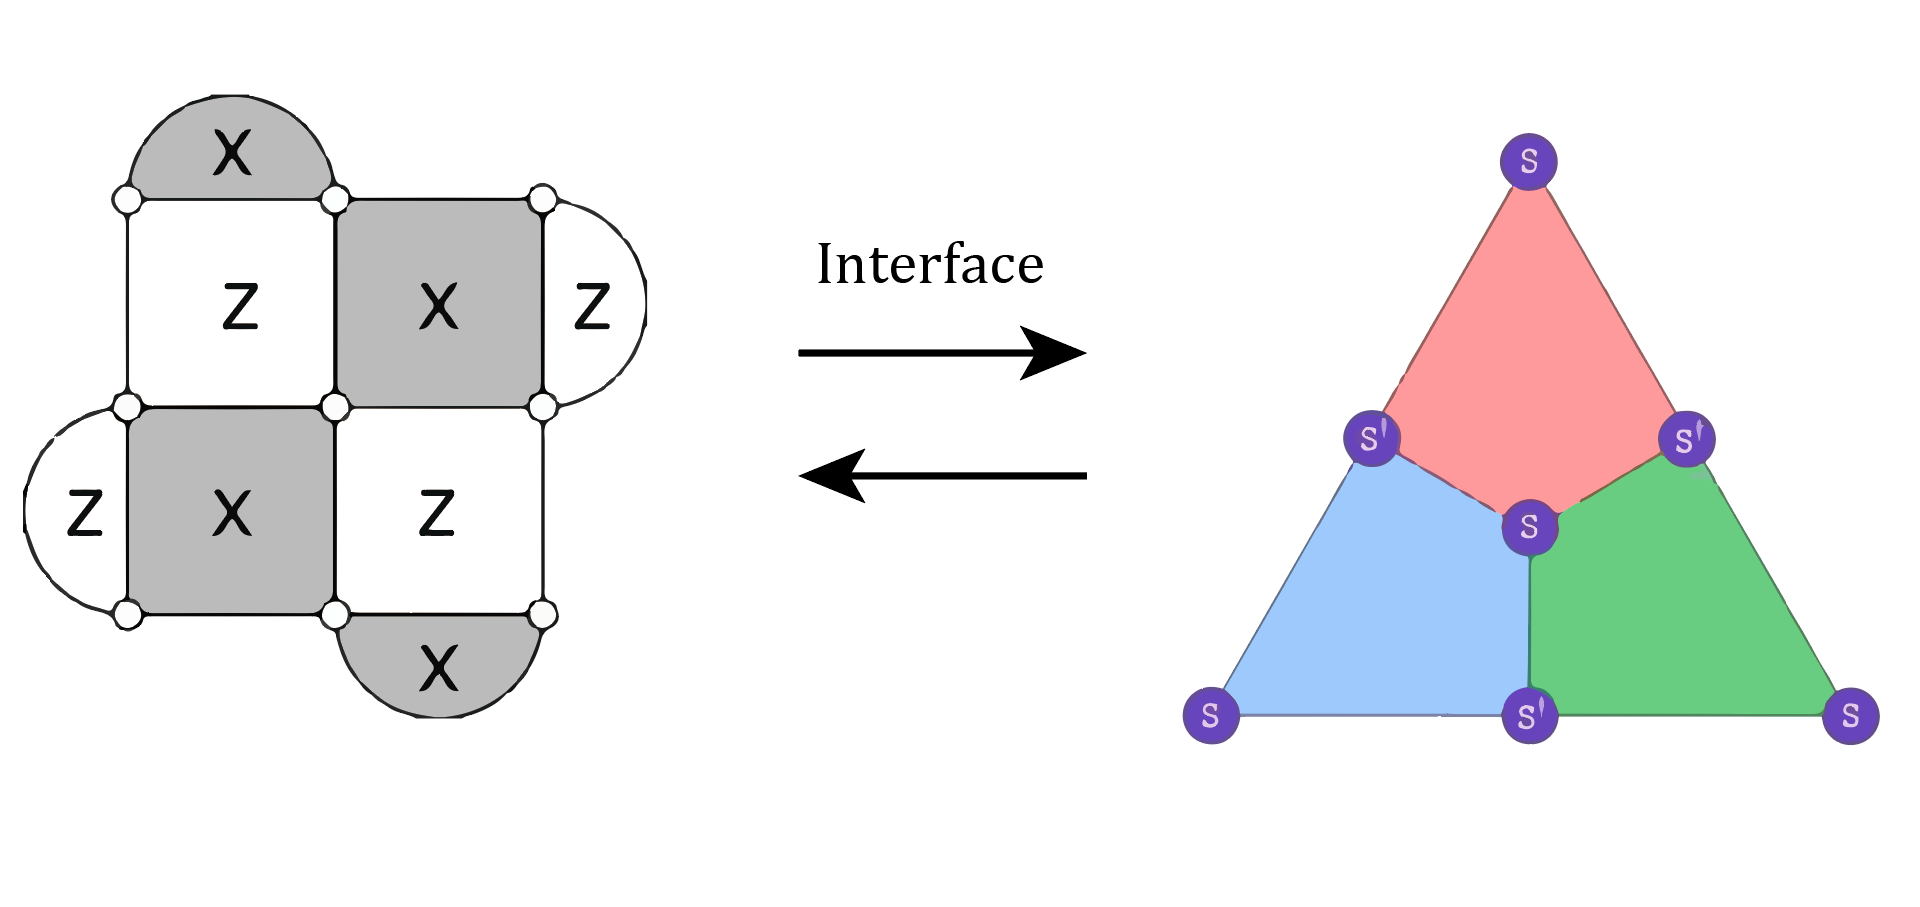 X
Z X Z
Z X Z
X
Interface
S
S' S'
S
S S' S